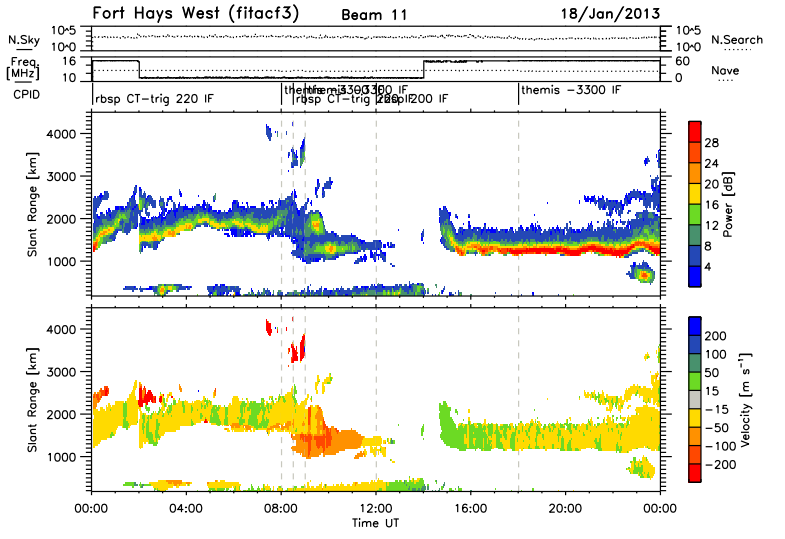 Fort Hays West (fitacf3)  Beam 11  18/Jan/2013
N.Sky 10^5 10^0 10^5 10^0 N.Search
Freq. [MHz] 16 10 60 0 Nave
CPID rbsp CT-trig 220 IF themis -3300 IF rbsp CT-trig 220 IF themis -3300 IF
Slant Range [km]
4000
3000
2000
1000
28
24
20
16
12
8
4
Power [dB]
Slant Range [km]
4000
3000
2000
1000
200
100
50
15
-15
-50
-100
-200
Velocity [m s⁻¹]
00:00 04:00 08:00 12:00 16:00 20:00 00:00
Time UT